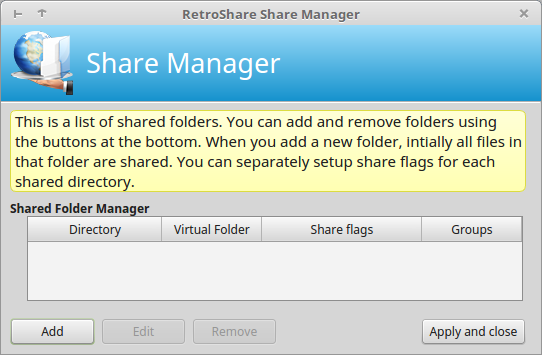 RetroShare Share Manager
Share Manager
This is a list of shared folders. You can add and remove folders using
the buttons at the bottom. When you add a new folder, intially all files in
that folder are shared. You can separately setup share flags for each
shared directory.
Shared Folder Manager
Directory Virtual Folder Share flags Groups
Add Edit Remove Apply and close